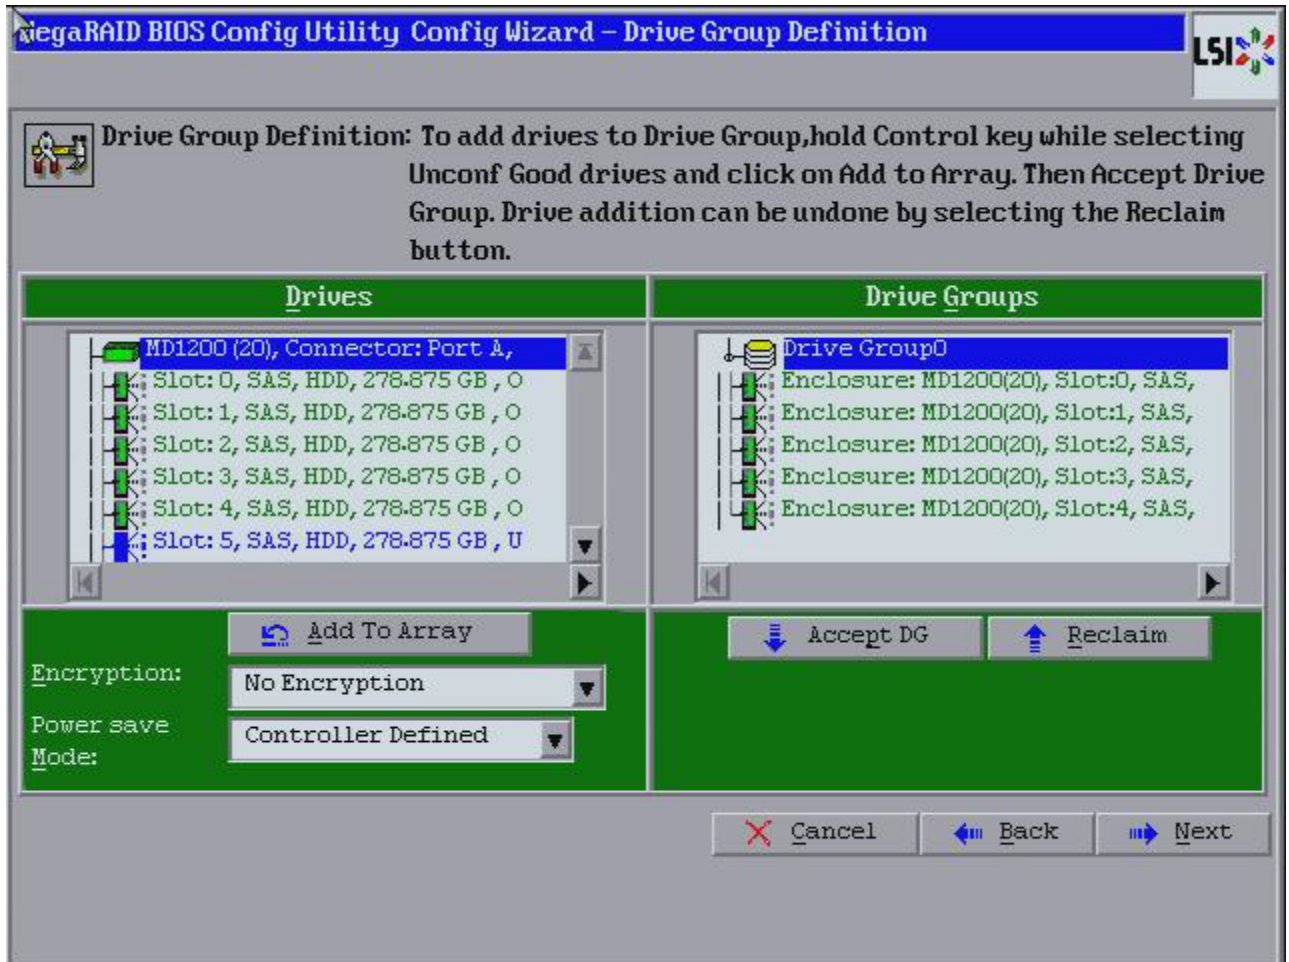 MegaRAID BIOS Config Utility Config Wizard – Drive Group Definition
LSI
Drive Group Definition: To add drives to Drive Group,hold Control key while selecting
Unconf Good drives and click on Add to Array. Then Accept Drive
Group. Drive addition can be undone by selecting the Reclaim
button.
Drives
MD1200 (20), Connector: Port A,
Slot: 0, SAS, HDD, 278.875 GB , O
Slot: 1, SAS, HDD, 278.875 GB , O
Slot: 2, SAS, HDD, 278.875 GB , O
Slot: 3, SAS, HDD, 278.875 GB , O
Slot: 4, SAS, HDD, 278.875 GB , O
Slot: 5, SAS, HDD, 278.875 GB , U
Drive Groups
Drive Group0
Enclosure: MD1200(20), Slot:0, SAS,
Enclosure: MD1200(20), Slot:1, SAS,
Enclosure: MD1200(20), Slot:2, SAS,
Enclosure: MD1200(20), Slot:3, SAS,
Enclosure: MD1200(20), Slot:4, SAS,
Add To Array
Encryption:
No Encryption
Power save
Mode:
Controller Defined
Accept DG
Reclaim
Cancel
Back
Next